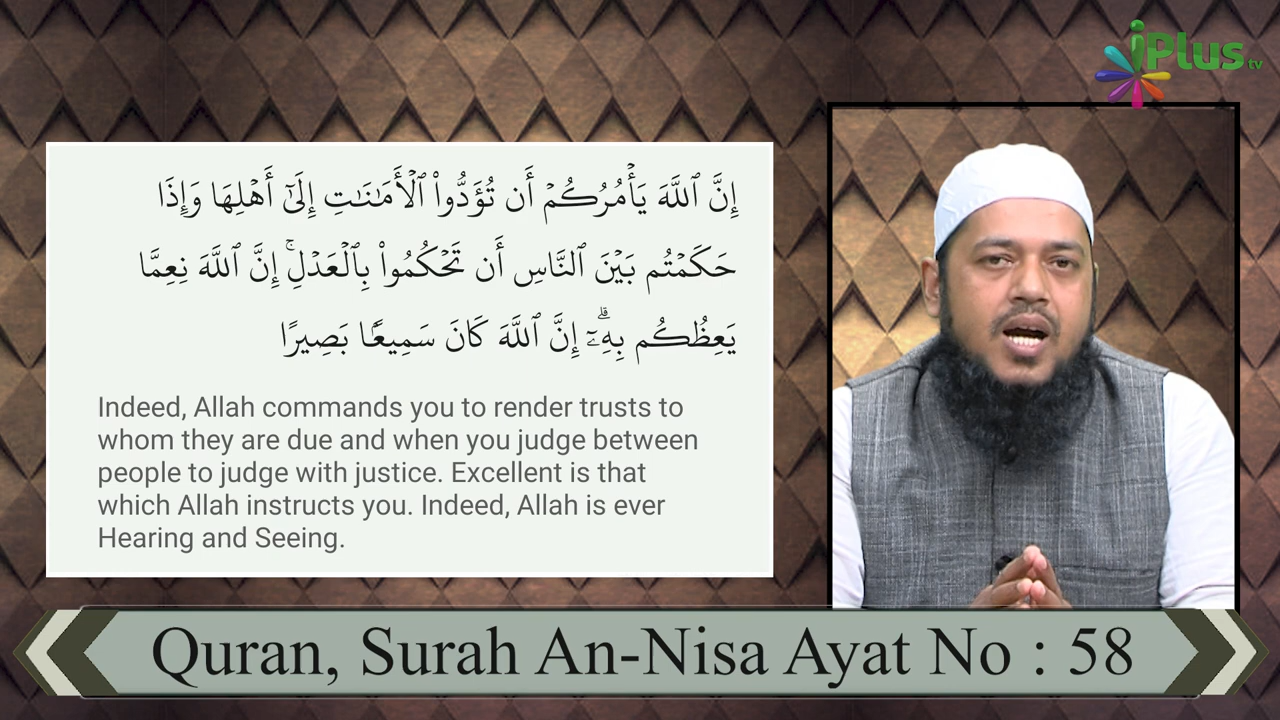 iPlus tv
إِنَّ ٱللَّهَ يَأْمُرُكُمْ أَن تُؤَدُّوا۟ ٱلْأَمَـٰنَـٰتِ إِلَىٰٓ أَهْلِهَا وَإِذَا
حَكَمْتُم بَيْنَ ٱلنَّاسِ أَن تَحْكُمُوا۟ بِٱلْعَدْلِ ۚ إِنَّ ٱللَّهَ نِعِمَّا
يَعِظُكُم بِهِۦٓ ۗ إِنَّ ٱللَّهَ كَانَ سَمِيعًۢا بَصِيرًا
Indeed, Allah commands you to render trusts to
whom they are due and when you judge between
people to judge with justice. Excellent is that
which Allah instructs you. Indeed, Allah is ever
Hearing and Seeing.
Quran, Surah An-Nisa Ayat No : 58